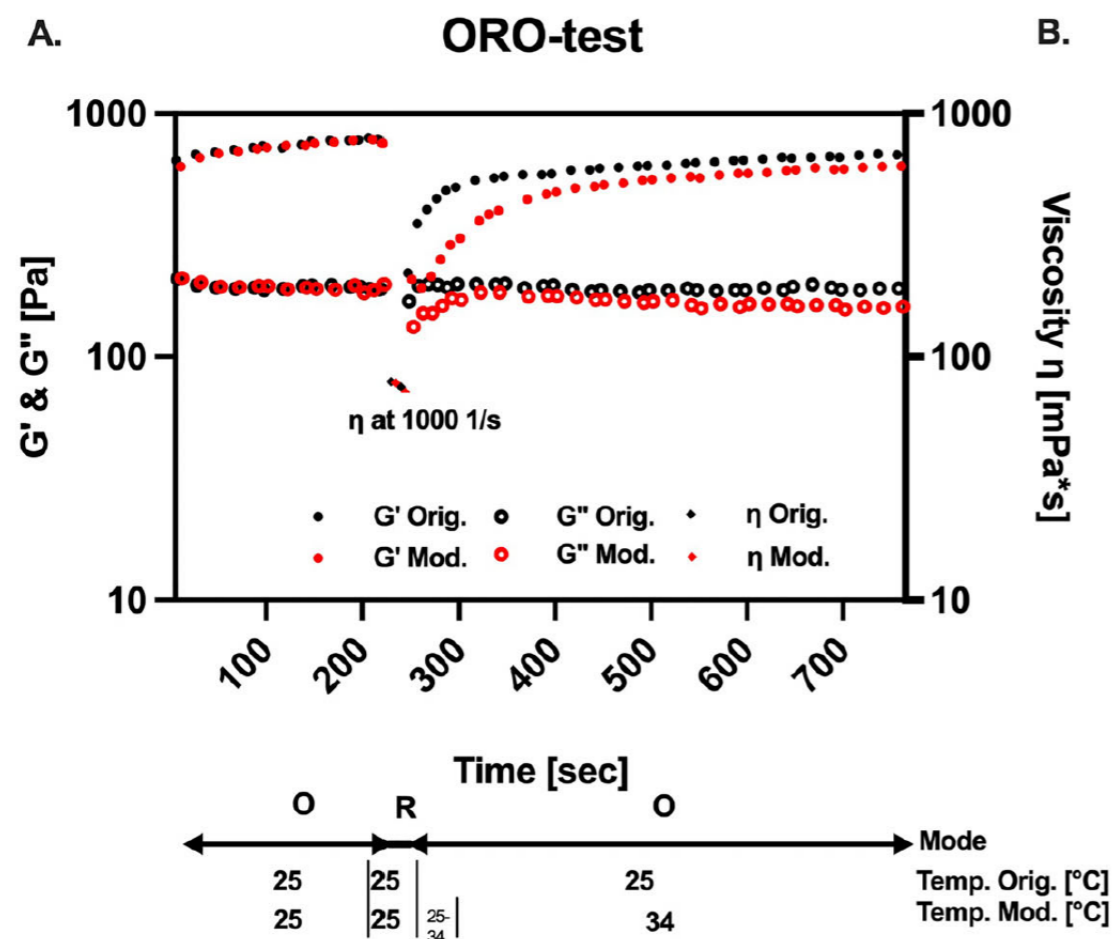 A.
ORO-test
B.
1000
100
10
G' & G" [Pa]
1000
100
10
Viscosity η [mPa*s]
η at 1000 1/s
G' Orig. G" Orig. η Orig.
G' Mod. G" Mod. η Mod.
100 200 300 400 500 600 700
Time [sec]
O R O
Mode
25 25 25 Temp. Orig. [°C]
25 25 25- 34 Temp. Mod. [°C]
34